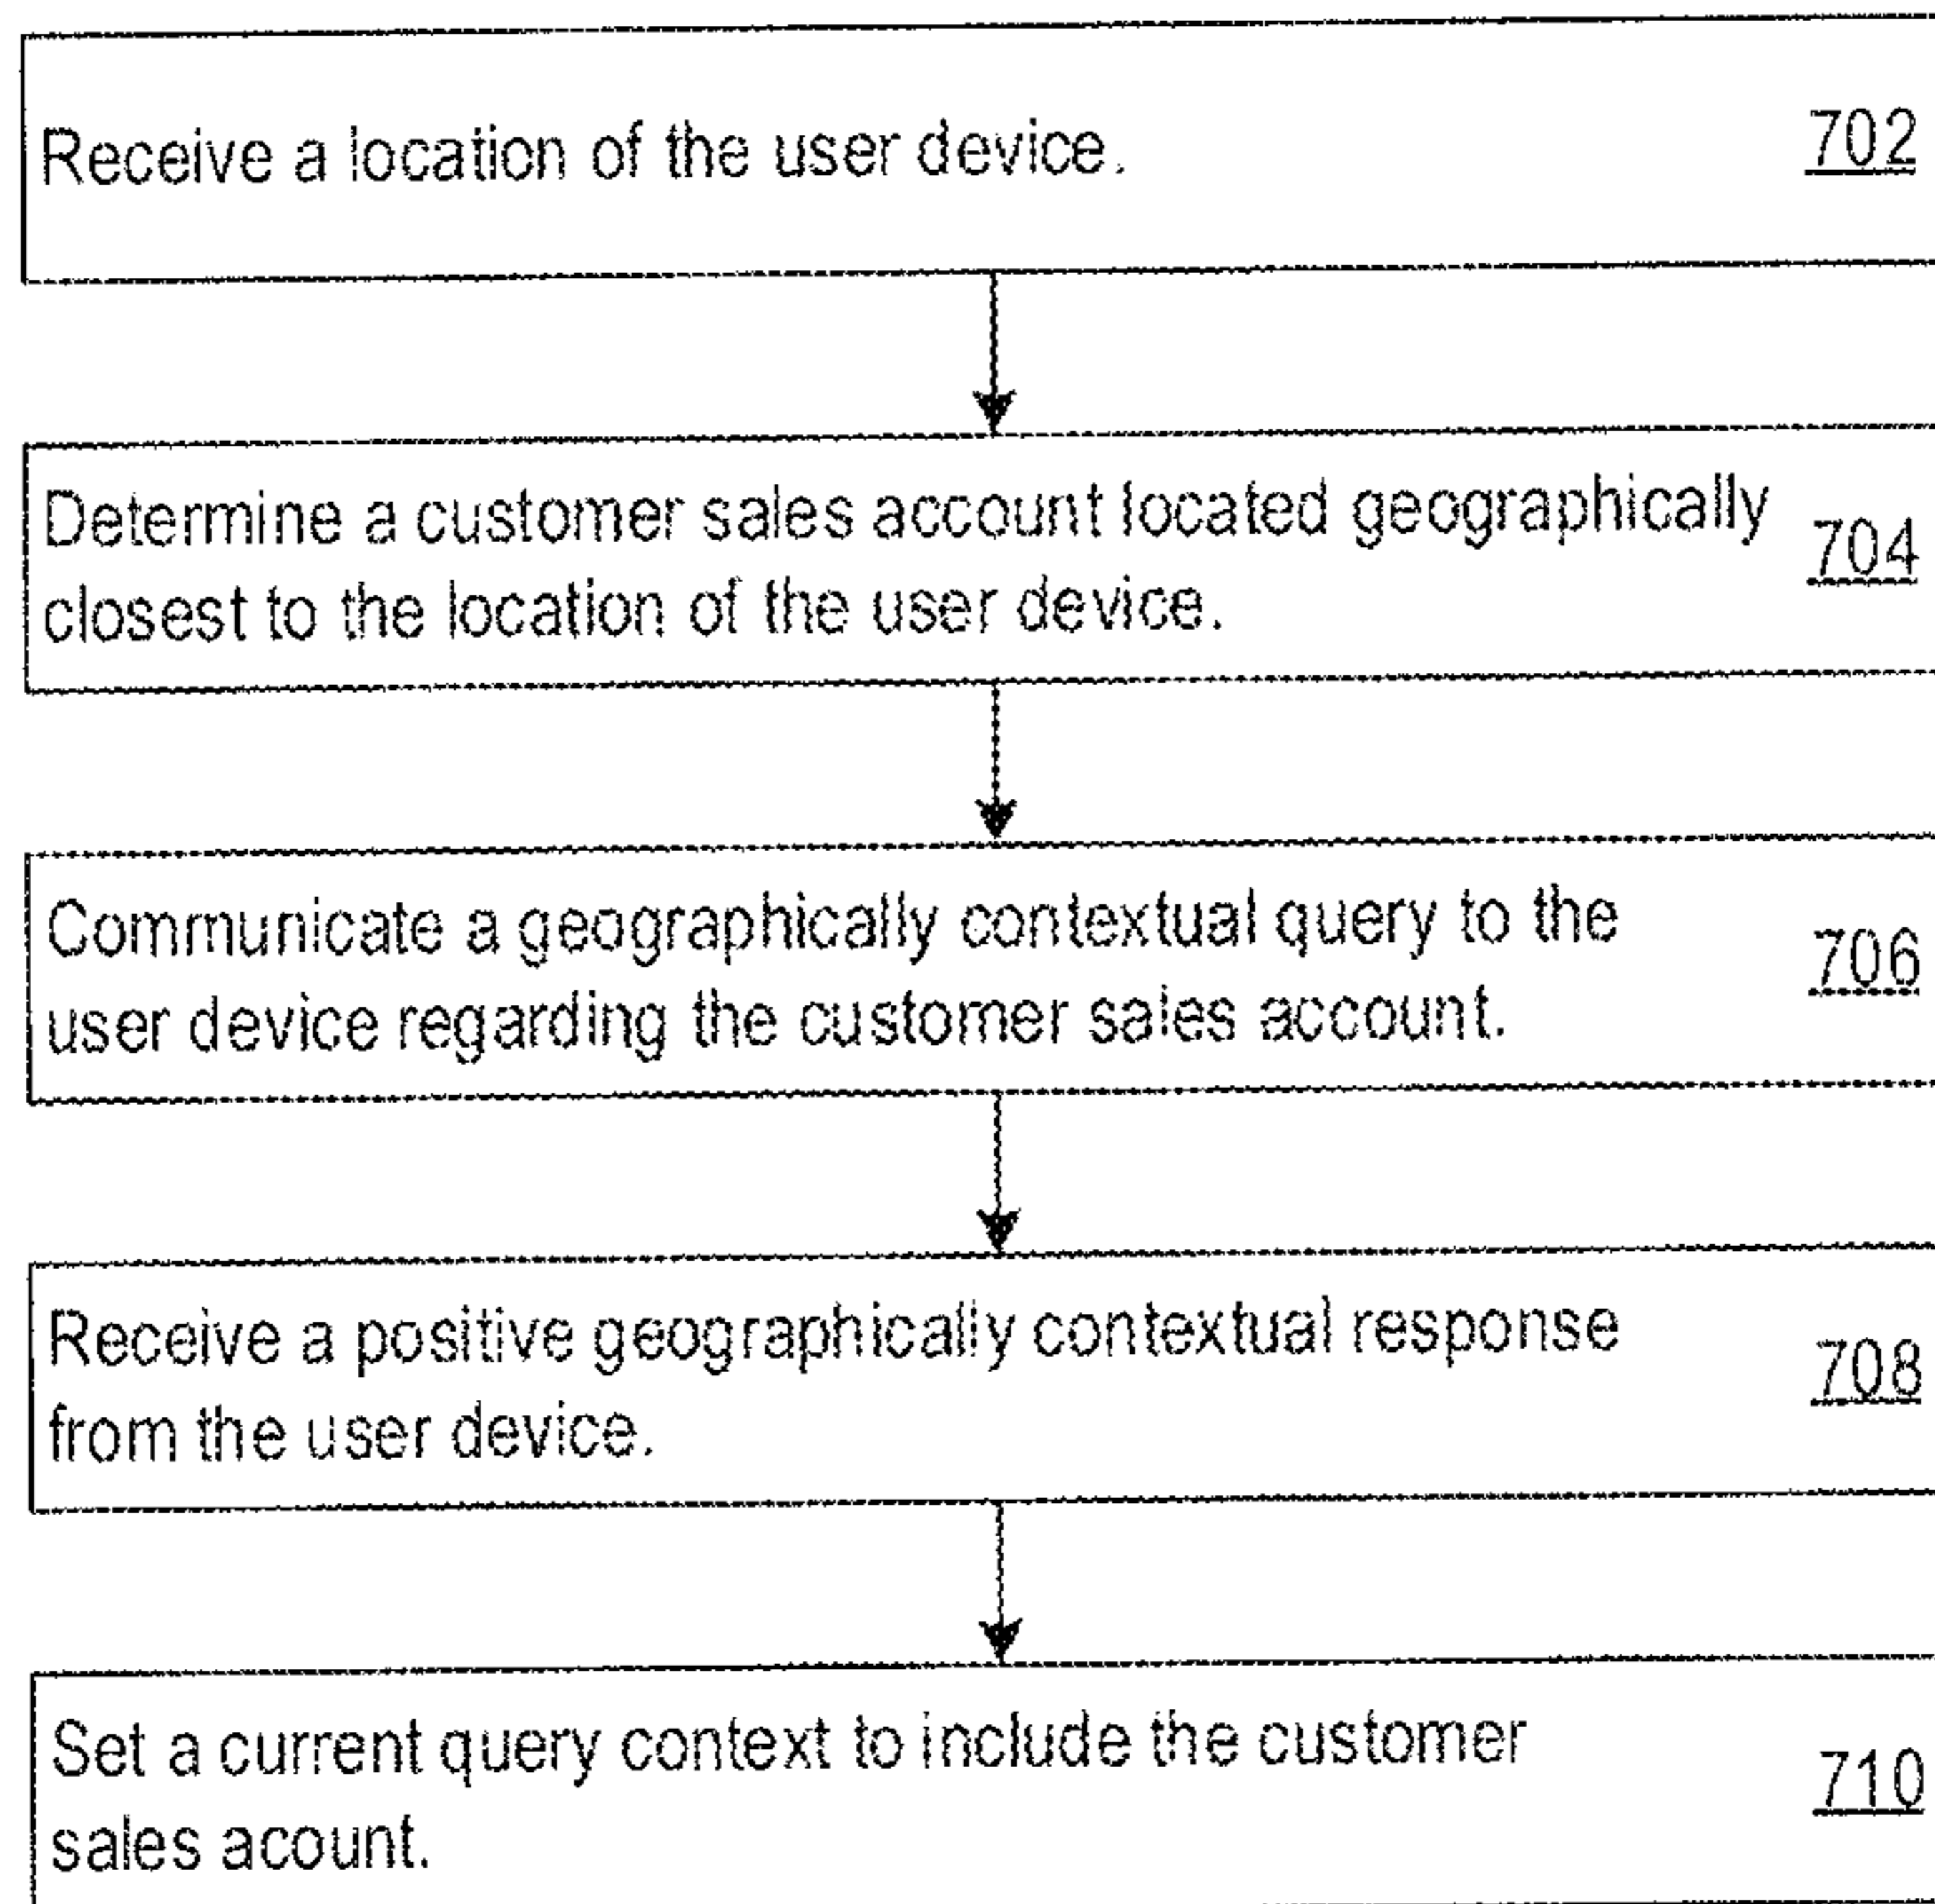 Receive a location of the user device. 702
Determine a customer sales account located geographically
closest to the location of the user device. 704
Communicate a geographically contextual query to the
user device regarding the customer sales account. 706
Receive a positive geographically contextual response
from the user device. 708
Set a current query context to include the customer
sales acount. 710